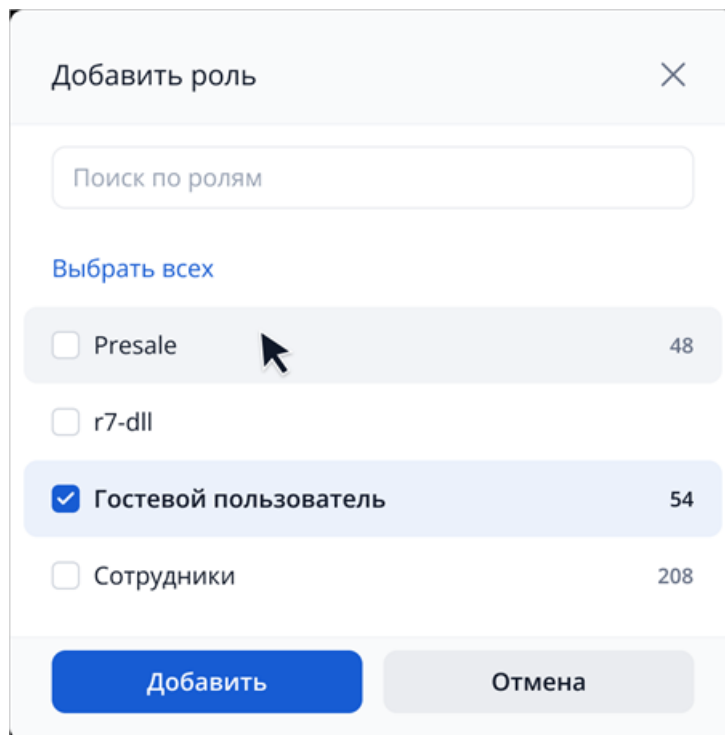 Добавить роль
Поиск по ролям
Выбрать всех
Presale 48
r7-dll
Гостевой пользователь 54
Сотрудники 208
Добавить Отмена